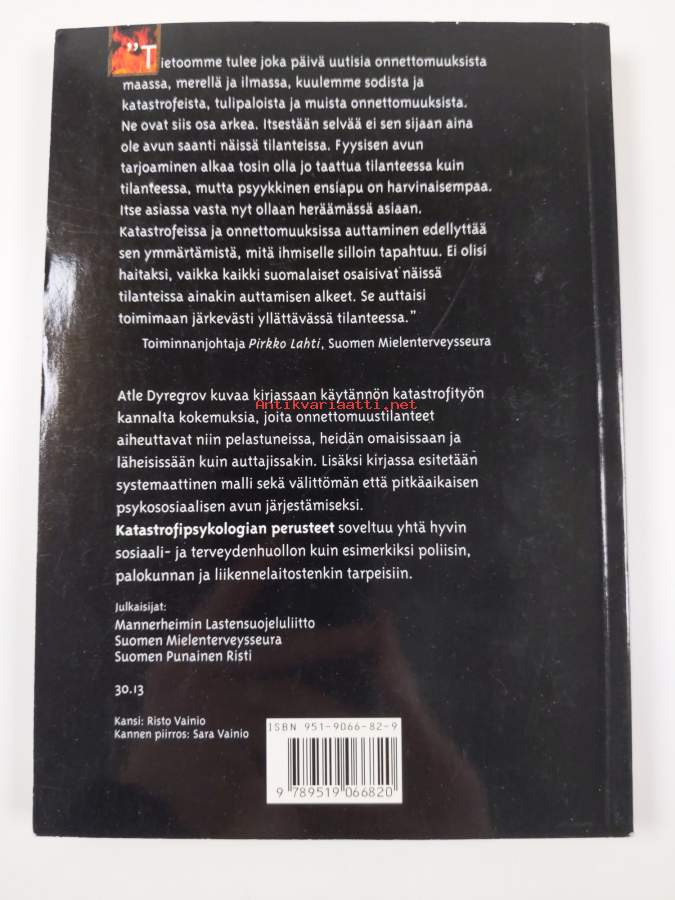 "Tietoomme tulee joka päivä uutisia onnettomuuksista
maassa, merellä ja ilmassa, kuulemme sodista ja
katastrofeista, tulipaloista ja muista onnettomuuksista.
Ne ovat siis osa arkea. Itsestään selvää ei sen sijaan aina
ole avun saanti näissä tilanteissa. Fyysisen avun
tarjoaminen alkaa tosin olla jo taattua tilanteessa kuin
tilanteessa, mutta psyykkinen ensiapu on harvinaisempaa.
Itse asiassa vasta nyt ollaan heräämässä asiaan.
Katastrofeissa ja onnettomuuksissa auttaminen edellyttää
sen ymmärtämistä, mitä ihmiselle silloin tapahtuu. Ei olisi
haitaksi, vaikka kaikki suomalaiset osaisivat näissä
tilanteissa ainakin auttamisen alkeet. Se auttaisi
toimimaan järkevästi yllättävässä tilanteessa."
Toiminnanjohtaja Pirkko Lahti, Suomen Mielenterveysseura
Atle Dyregrov kuvaa kirjassaan käytännön katastrofityön
Antikvariaatti.net
kannalta kokemuksia, joita onnettomuustilanteet
aiheuttavat niin pelastuneissa, heidän omaisissaan ja
läheisissään kuin auttajissakin. Lisäksi kirjassa esitetään
systemaattinen malli sekä välittömän että pitkäaikaisen
psykososiaalisen avun järjestämiseksi.
Katastrofipsykologian perusteet soveltuu yhtä hyvin
sosiaali- ja terveydenhuollon kuin esimerkiksi poliisin,
palokunnan ja liikennelaitostenkin tarpeisiin.
Julkaisijat:
Mannerheimin Lastensuojeluliitto
Suomen Mielenterveysseura
Suomen Punainen Risti
30.13
Kansi: Risto Vainio
Kannen piirros: Sara Vainio
ISBN 951-9066-82-9
9 789519 066820